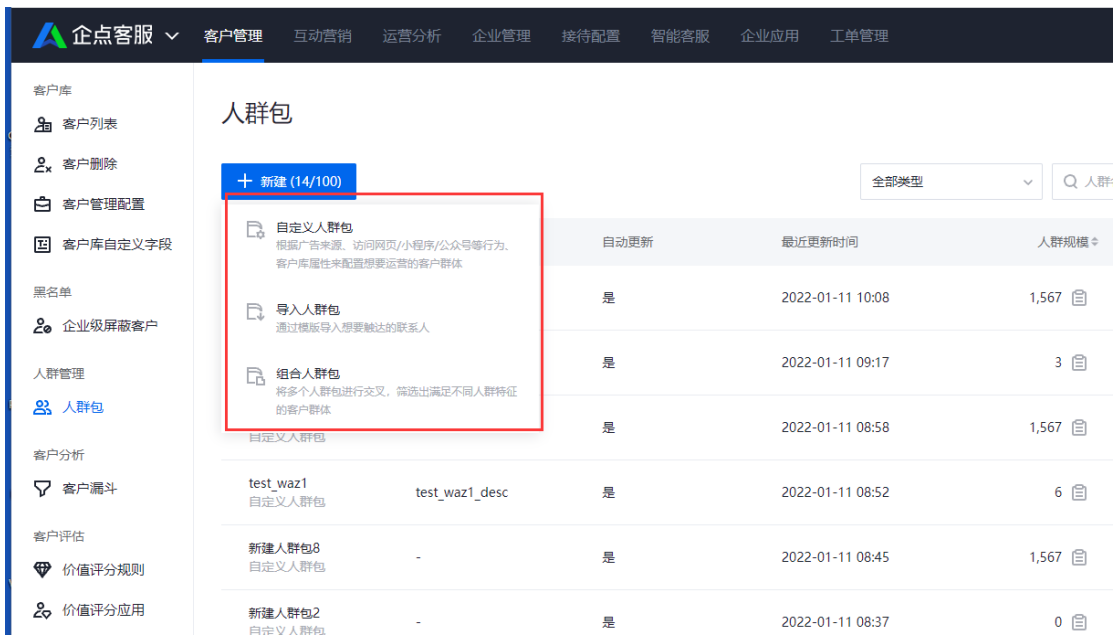 企点客服
客户管理 互动营销 运营分析 企业管理 接待配置 智能客服 企业应用 工单管理
客户库
客户列表
客户删除
客户管理配置
客户库自定义字段
黑名单
企业级屏蔽客户
人群管理
人群包
客户分析
客户漏斗
客户评估
价值评分规则
价值评分应用
人群包
新建 (14/100)
全部类型
人群
自定义人群包
根据广告来源、访问网页/小程序/公众号等行为、
客户库属性来配置想要运营的客户群体
导入人群包
通过模版导入想要触达的联系人
组合人群包
将多个人群包进行交叉，筛选出满足不同人群特征
的客户群体
自动更新 最近更新时间 人群规模
是 2022-01-11 10:08 1,567
是 2022-01-11 09:17 3
是 2022-01-11 08:58 1,567
自定义人群包
test_waz1 test_waz1_desc 是 2022-01-11 08:52 6
自定义人群包
新建人群包8 - 是 2022-01-11 08:45 1,567
自定义人群包
新建人群包2 - 是 2022-01-11 08:37 0
自定义人群包